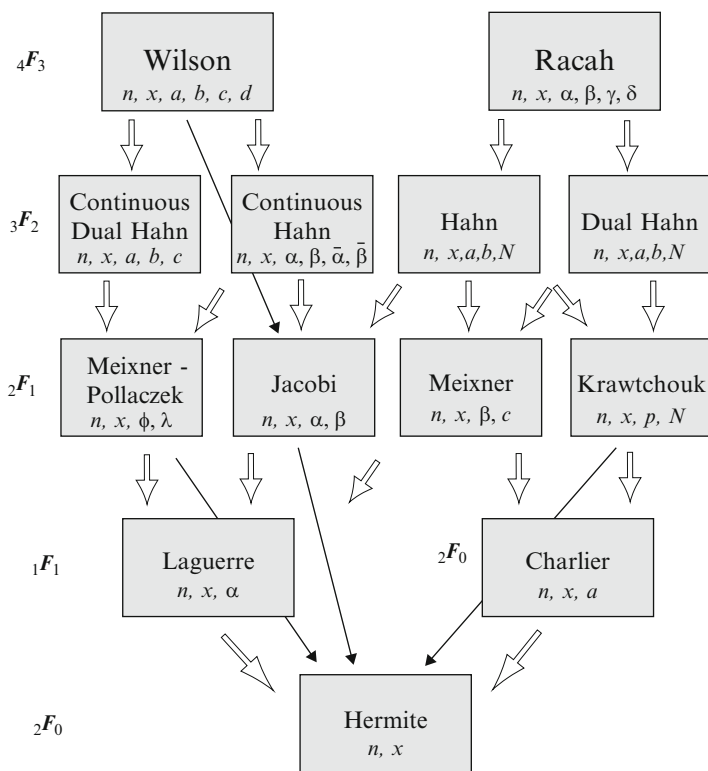 ₄F₃
Wilson
n, x, a, b, c, d
Racah
n, x, α, β, γ, δ
₃F₂
Continuous
Dual Hahn
n, x, a, b, c
Continuous
Hahn
n, x, α, β, ᾱ, β̄
Hahn
n, x,a,b,N
Dual Hahn
n, x,a,b,N
₂F₁
Meixner -
Pollaczek
n, x, ϕ, λ
Jacobi
n, x, α, β
Meixner
n, x, β, c
Krawtchouk
n, x, p, N
₁F₁
Laguerre
n, x, α
₂F₀
Charlier
n, x, a
₂F₀
Hermite
n, x